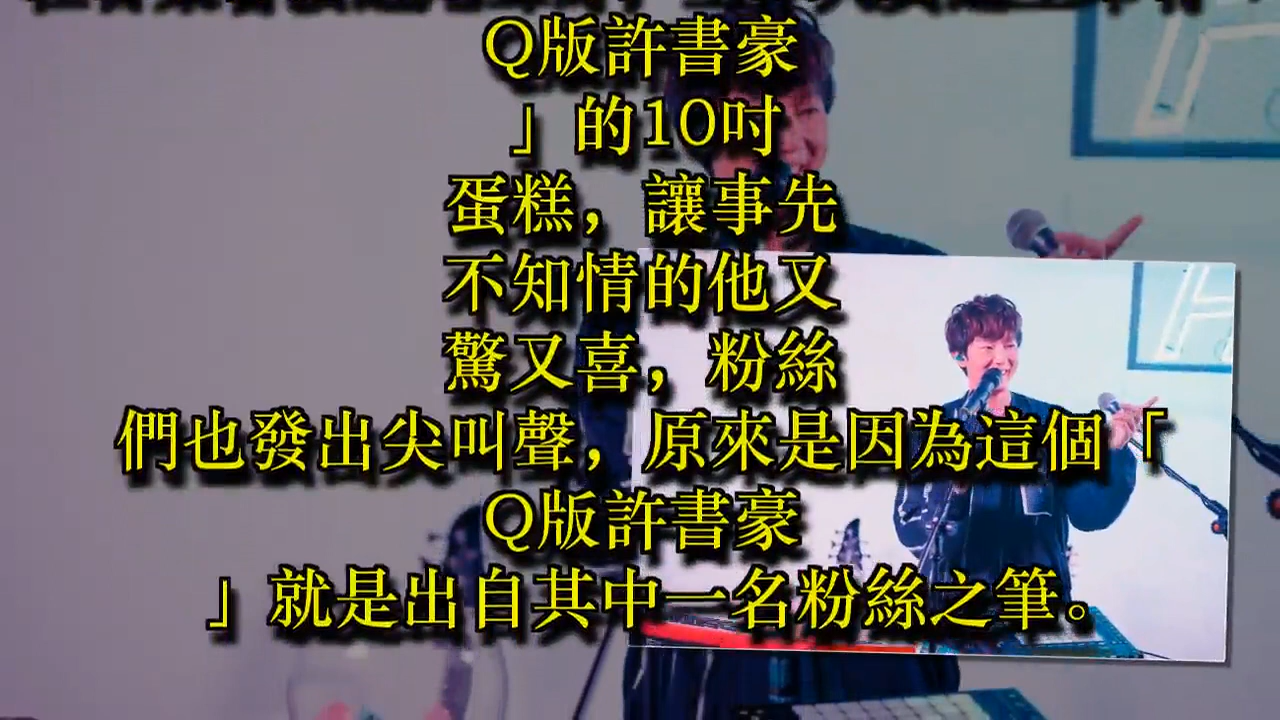 Q版許書豪
」的10吋
蛋糕，讓事先
不知情的他又
驚又喜，粉絲
們也發出尖叫聲，原來是因為這個「
Q版許書豪
」就是出自其中一名粉絲之筆。